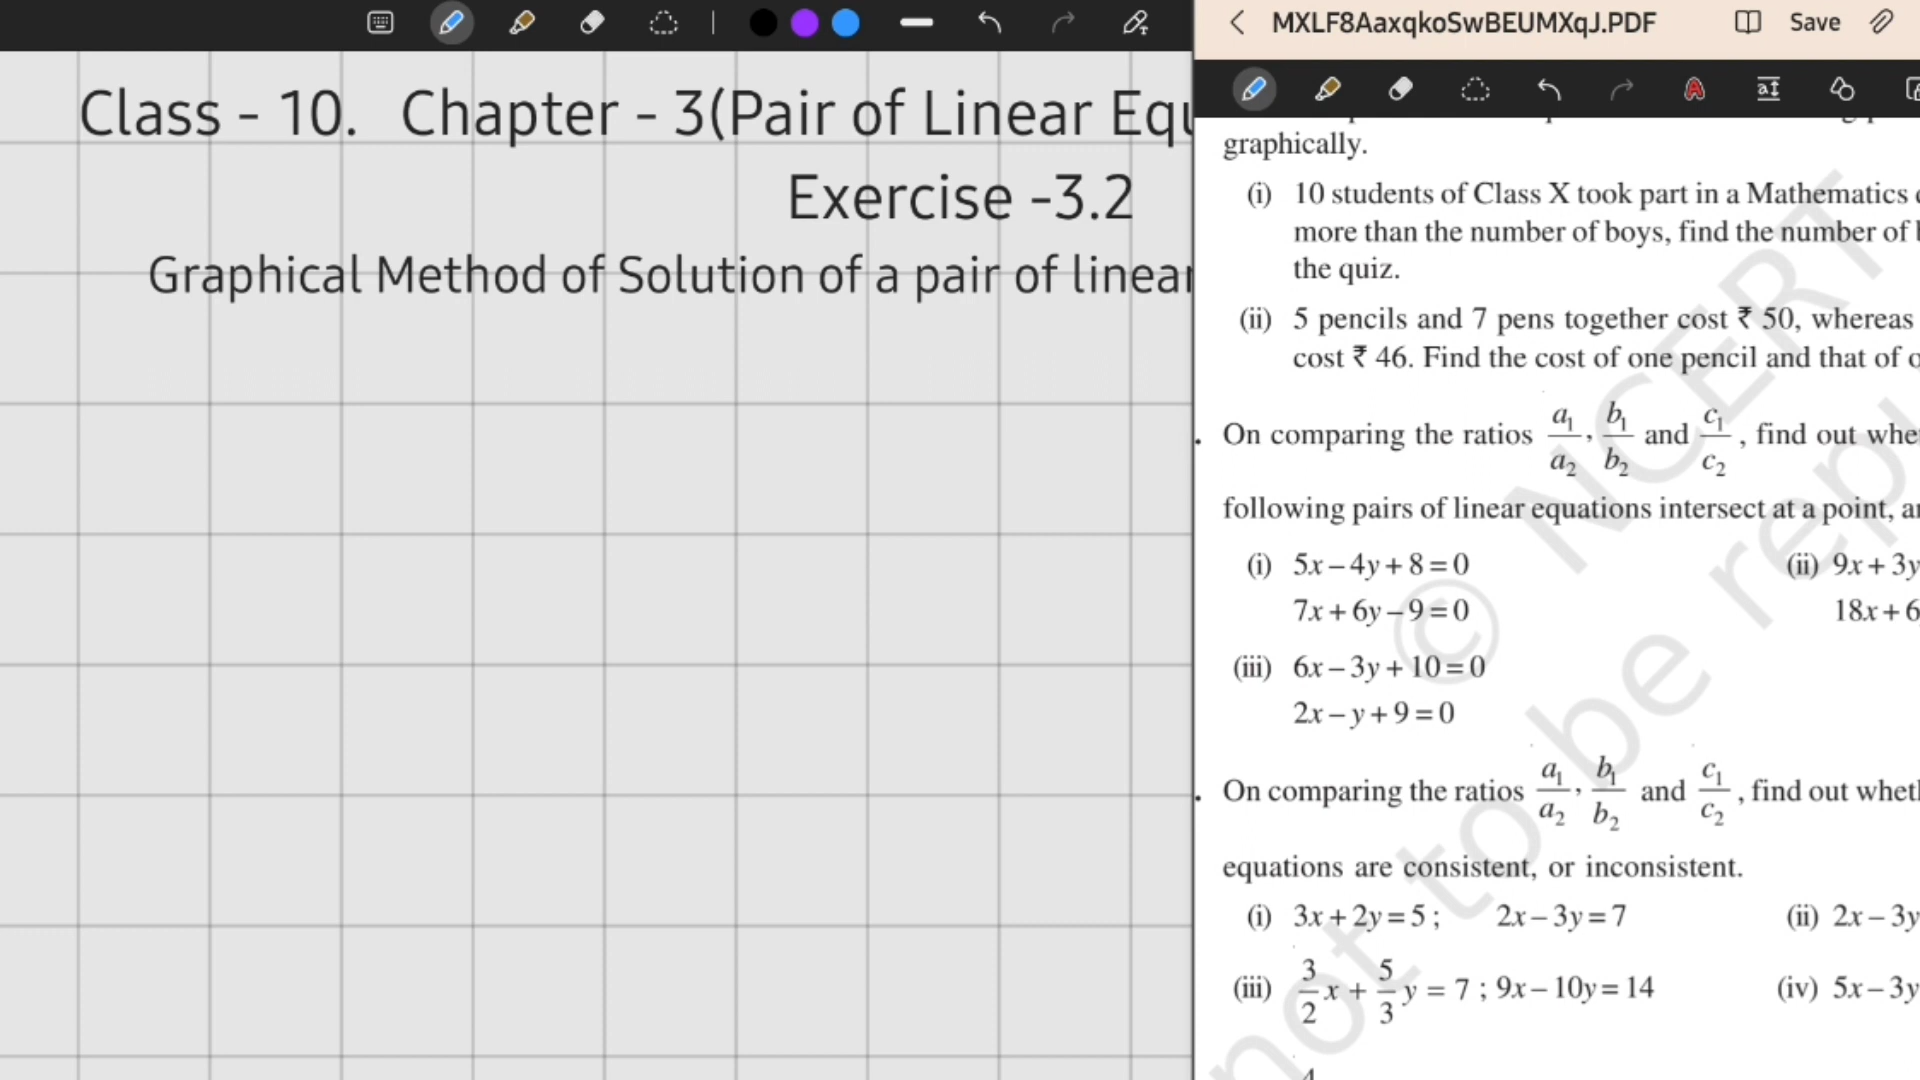 MXLF8AaxqkoSwBEUMXqJ.PDF Save
Class - 10. Chapter - 3(Pair of Linear Equ
Exercise -3.2
Graphical Method of Solution of a pair of linear
graphically.
(i) 10 students of Class X took part in a Mathematics
more than the number of boys, find the number of
the quiz.
(ii) 5 pencils and 7 pens together cost ₹ 50, whereas
cost ₹ 46. Find the cost of one pencil and that of
. On comparing the ratios a₁/a₂, b₁/b₂ and c₁/c₂, find out whe
following pairs of linear equations intersect at a point,
(i) 5x – 4y + 8 = 0 (ii) 9x + 3y
7x + 6y – 9 = 0 18x + 6
(iii) 6x – 3y + 10 = 0
2x – y + 9 = 0
. On comparing the ratios a₁/a₂, b₁/b₂ and c₁/c₂, find out whet
equations are consistent, or inconsistent.
(i) 3x + 2y = 5 ; 2x – 3y = 7 (ii) 2x – 3y
(iii) 3/2 x + 5/3 y = 7 ; 9x – 10y = 14 (iv) 5x – 3y
© NCERT
not to be rep